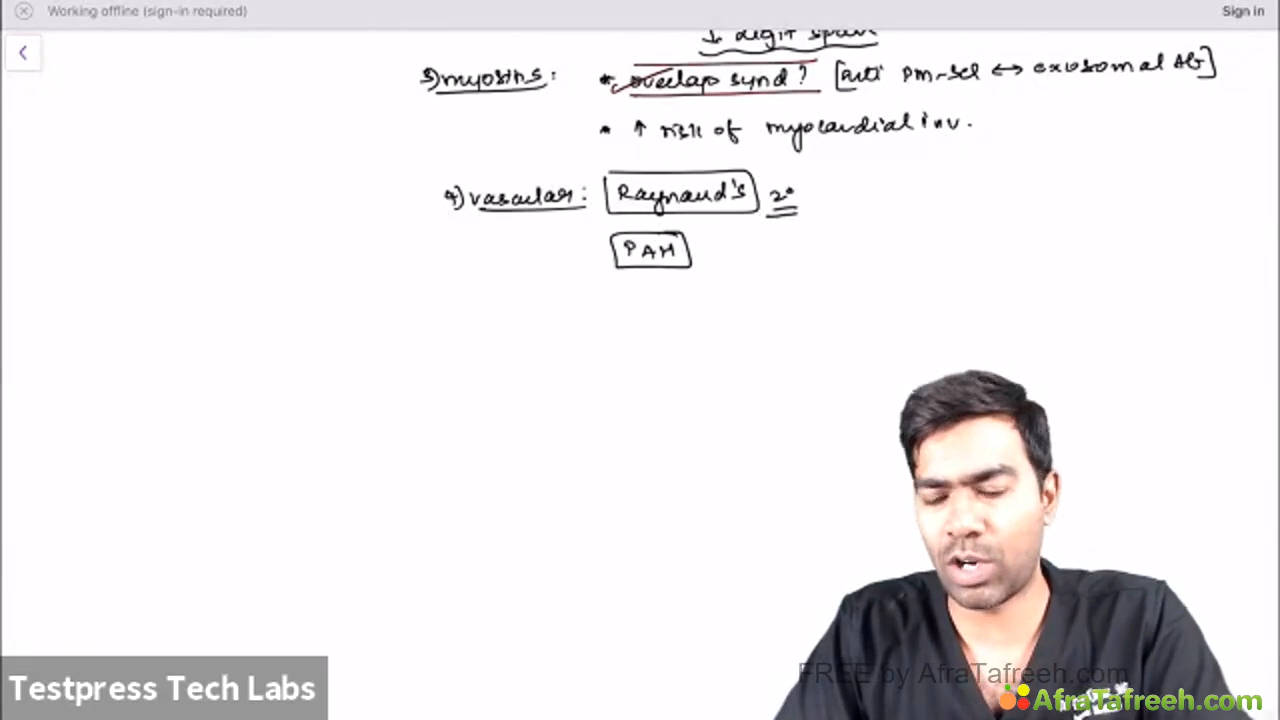 Working offline (sign-in required)
Sign in
↓ digit span
3) myositis : * overlap synd ? [anti PM-Scl ↔ exosomal Ab]
* ↑ risk of myocardial inv.
4) vascular : Raynaud's 2°
PAH
Testpress Tech Labs
FREE by AfraTafreeh.com
AfraTafreeh.com